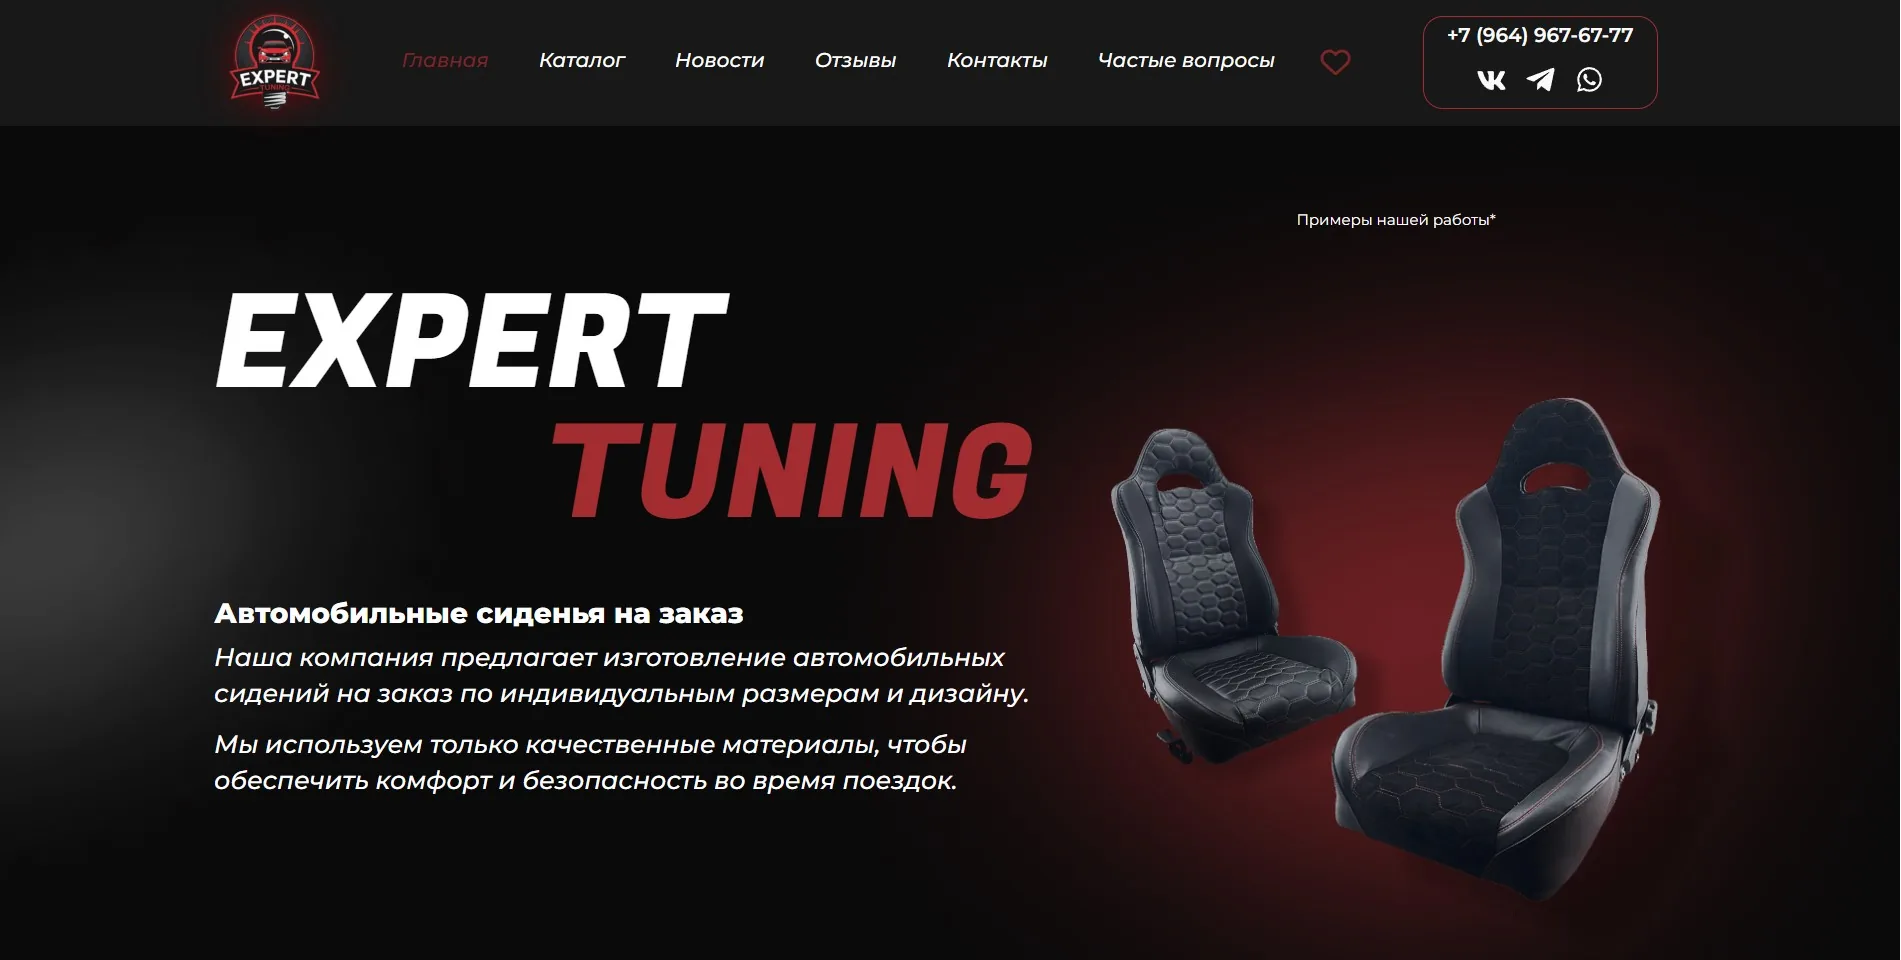 EXPERT
TUNING
Главная
Каталог
Новости
Отзывы
Контакты
Частые вопросы
+7 (964) 967-67-77
Примеры нашей работы*
EXPERT
TUNING
Автомобильные сиденья на заказ
Наша компания предлагает изготовление автомобильных
сидений на заказ по индивидуальным размерам и дизайну.
Мы используем только качественные материалы, чтобы
обеспечить комфорт и безопасность во время поездок.